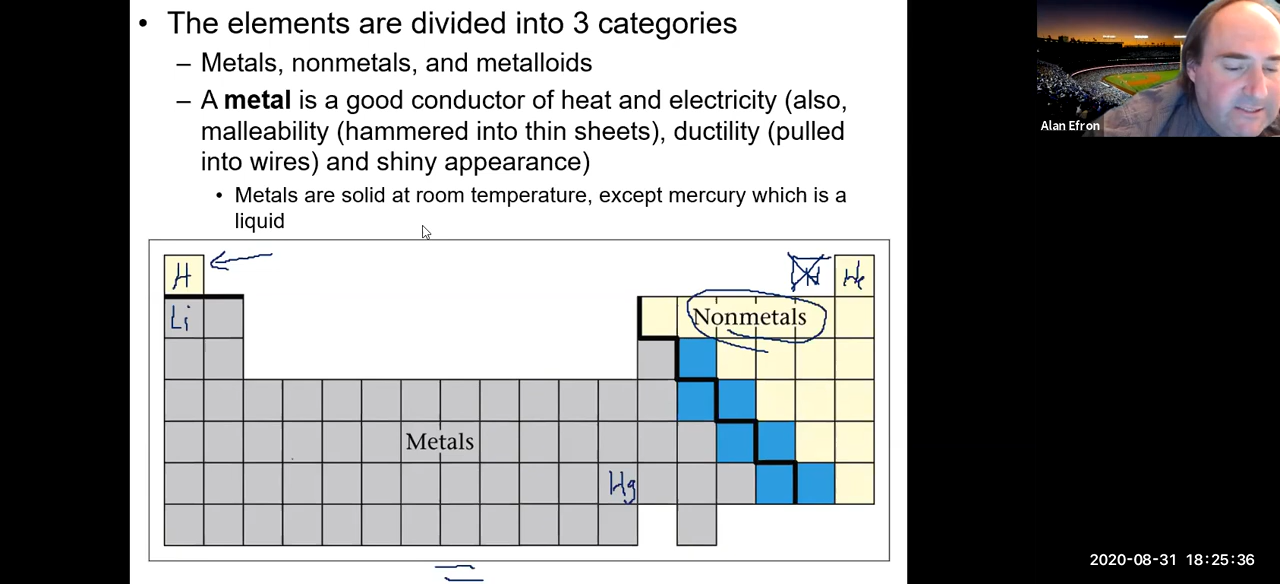 • The elements are divided into 3 categories
– Metals, nonmetals, and metalloids
– A metal is a good conductor of heat and electricity (also,
malleability (hammered into thin sheets), ductility (pulled
into wires) and shiny appearance)
• Metals are solid at room temperature, except mercury which is a
liquid
Alan Efron
H
He
Li
Nonmetals
Metals
Hg
2020-08-31 18:25:36